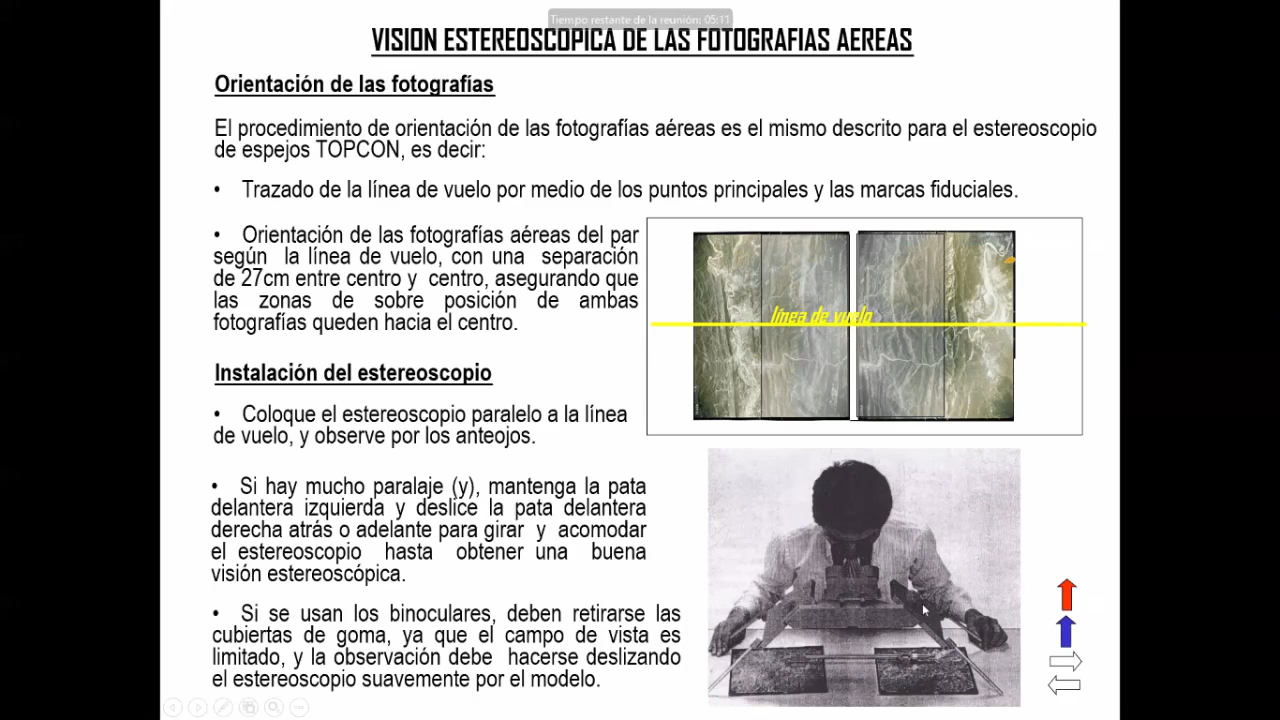 Tiempo restante de la reunión: 05:11
VISION ESTEREOSCOPICA DE LAS FOTOGRAFIAS AEREAS
Orientación de las fotografías
El procedimiento de orientación de las fotografías aéreas es el mismo descrito para el estereoscopio
de espejos TOPCON, es decir:
• Trazado de la línea de vuelo por medio de los puntos principales y las marcas fiduciales.
• Orientación de las fotografías aéreas del par
según la línea de vuelo, con una separación
de 27cm entre centro y centro, asegurando que
las zonas de sobre posición de ambas
fotografías queden hacia el centro.
línea de vuelo
Instalación del estereoscopio
• Coloque el estereoscopio paralelo a la línea
de vuelo, y observe por los anteojos.
• Si hay mucho paralaje (y), mantenga la pata
delantera izquierda y deslice la pata delantera
derecha atrás o adelante para girar y acomodar
el estereoscopio hasta obtener una buena
visión estereoscópica.
• Si se usan los binoculares, deben retirarse las
cubiertas de goma, ya que el campo de vista es
limitado, y la observación debe hacerse deslizando
el estereoscopio suavemente por el modelo.